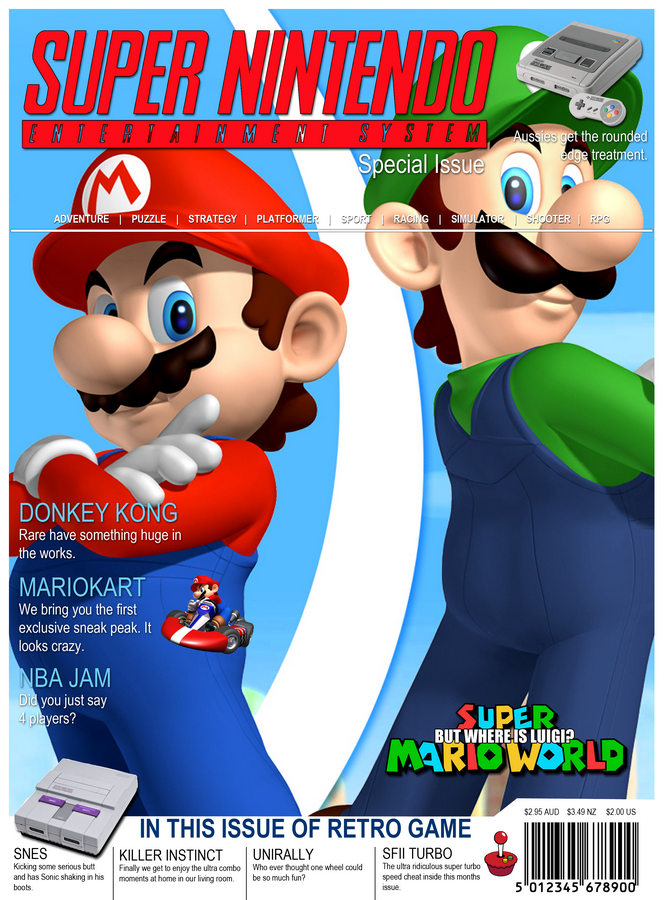 SUPER NINTENDO
ENTERTAINMENT SYSTEM
Special Issue
Aussies get the rounded
edge treatment.
ADVENTURE | PUZZLE | STRATEGY | PLATFORMER | SPORT | RACING | SIMULATOR | SHOOTER | RPG
M
DONKEY KONG
Rare have something huge in
the works.
MARIOKART
We bring you the first
exclusive sneak peak. It
looks crazy.
NBA JAM
Did you just say
4 players?
SUPER
BUT WHERE IS LUIGI?
MARIO WORLD
IN THIS ISSUE OF RETRO GAME
$2.95 AUD $3.49 NZ $2.00 US
SNES
Kicking some serious butt
and has Sonic shaking in his
boots.
KILLER INSTINCT
Finally we get to enjoy the ultra combo
moments at home in our living room.
UNIRALLY
Who ever thought one wheel could
be so much fun?
SFII TURBO
The ultra ridiculous super turbo
speed cheat inside this months
issue.
5 012345 678900